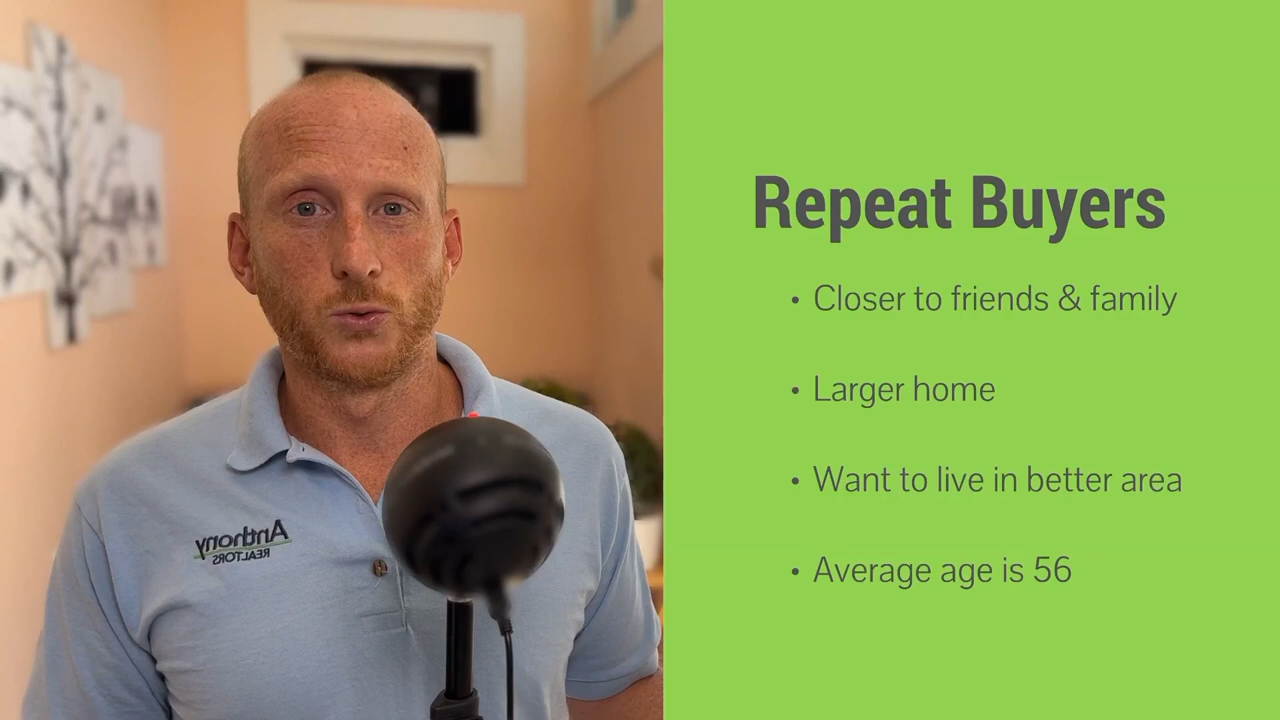 Anthony
REALTORS
Repeat Buyers
• Closer to friends & family
• Larger home
• Want to live in better area
• Average age is 56